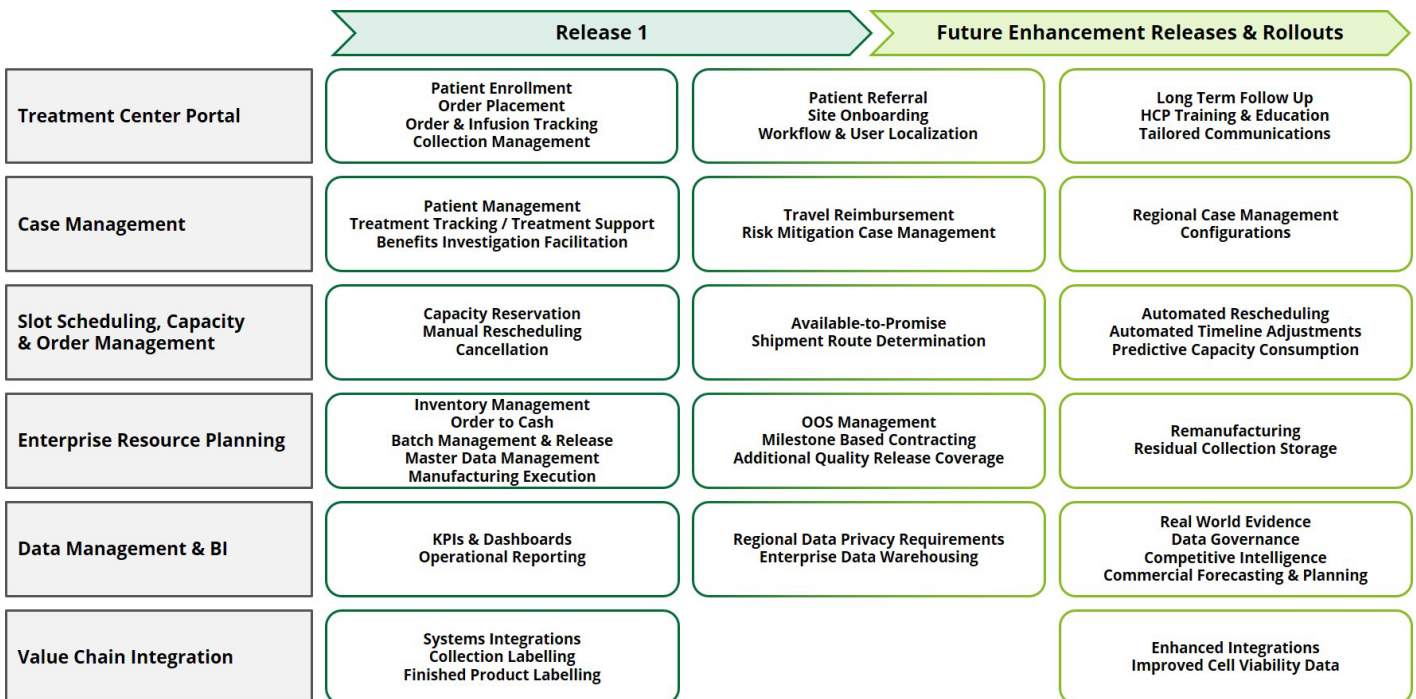 Release 1
Future Enhancement Releases & Rollouts
Treatment Center Portal
Patient Enrollment
Order Placement
Order & Infusion Tracking
Collection Management
Patient Referral
Site Onboarding
Workflow & User Localization
Long Term Follow Up
HCP Training & Education
Tailored Communications
Case Management
Patient Management
Treatment Tracking / Treatment Support
Benefits Investigation Facilitation
Travel Reimbursement
Risk Mitigation Case Management
Regional Case Management
Configurations
Slot Scheduling, Capacity
& Order Management
Capacity Reservation
Manual Rescheduling
Cancellation
Available-to-Promise
Shipment Route Determination
Automated Rescheduling
Automated Timeline Adjustments
Predictive Capacity Consumption
Enterprise Resource Planning
Inventory Management
Order to Cash
Batch Management & Release
Master Data Management
Manufacturing Execution
OOS Management
Milestone Based Contracting
Additional Quality Release Coverage
Remanufacturing
Residual Collection Storage
Data Management & BI
KPIs & Dashboards
Operational Reporting
Regional Data Privacy Requirements
Enterprise Data Warehousing
Real World Evidence
Data Governance
Competitive Intelligence
Commercial Forecasting & Planning
Value Chain Integration
Systems Integrations
Collection Labelling
Finished Product Labelling
Enhanced Integrations
Improved Cell Viability Data